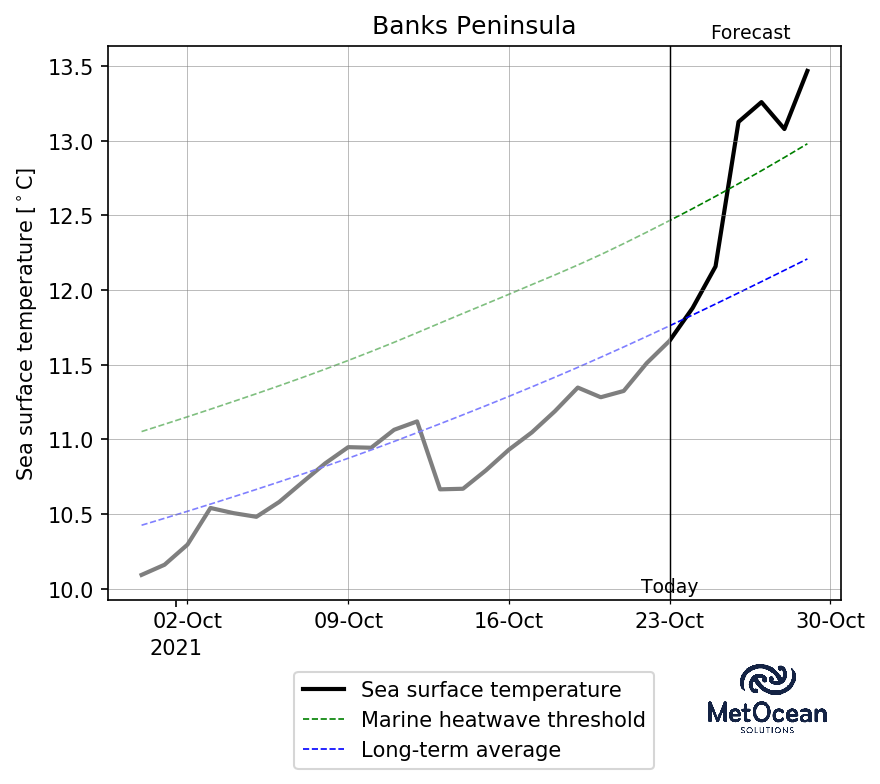 Banks Peninsula
Forecast
Sea surface temperature [°C]
13.5
13.0
12.5
12.0
11.5
11.0
10.5
10.0
Today
02-Oct 09-Oct 16-Oct 23-Oct 30-Oct
2021
Sea surface temperature
Marine heatwave threshold
Long-term average
MetOcean
SOLUTIONS